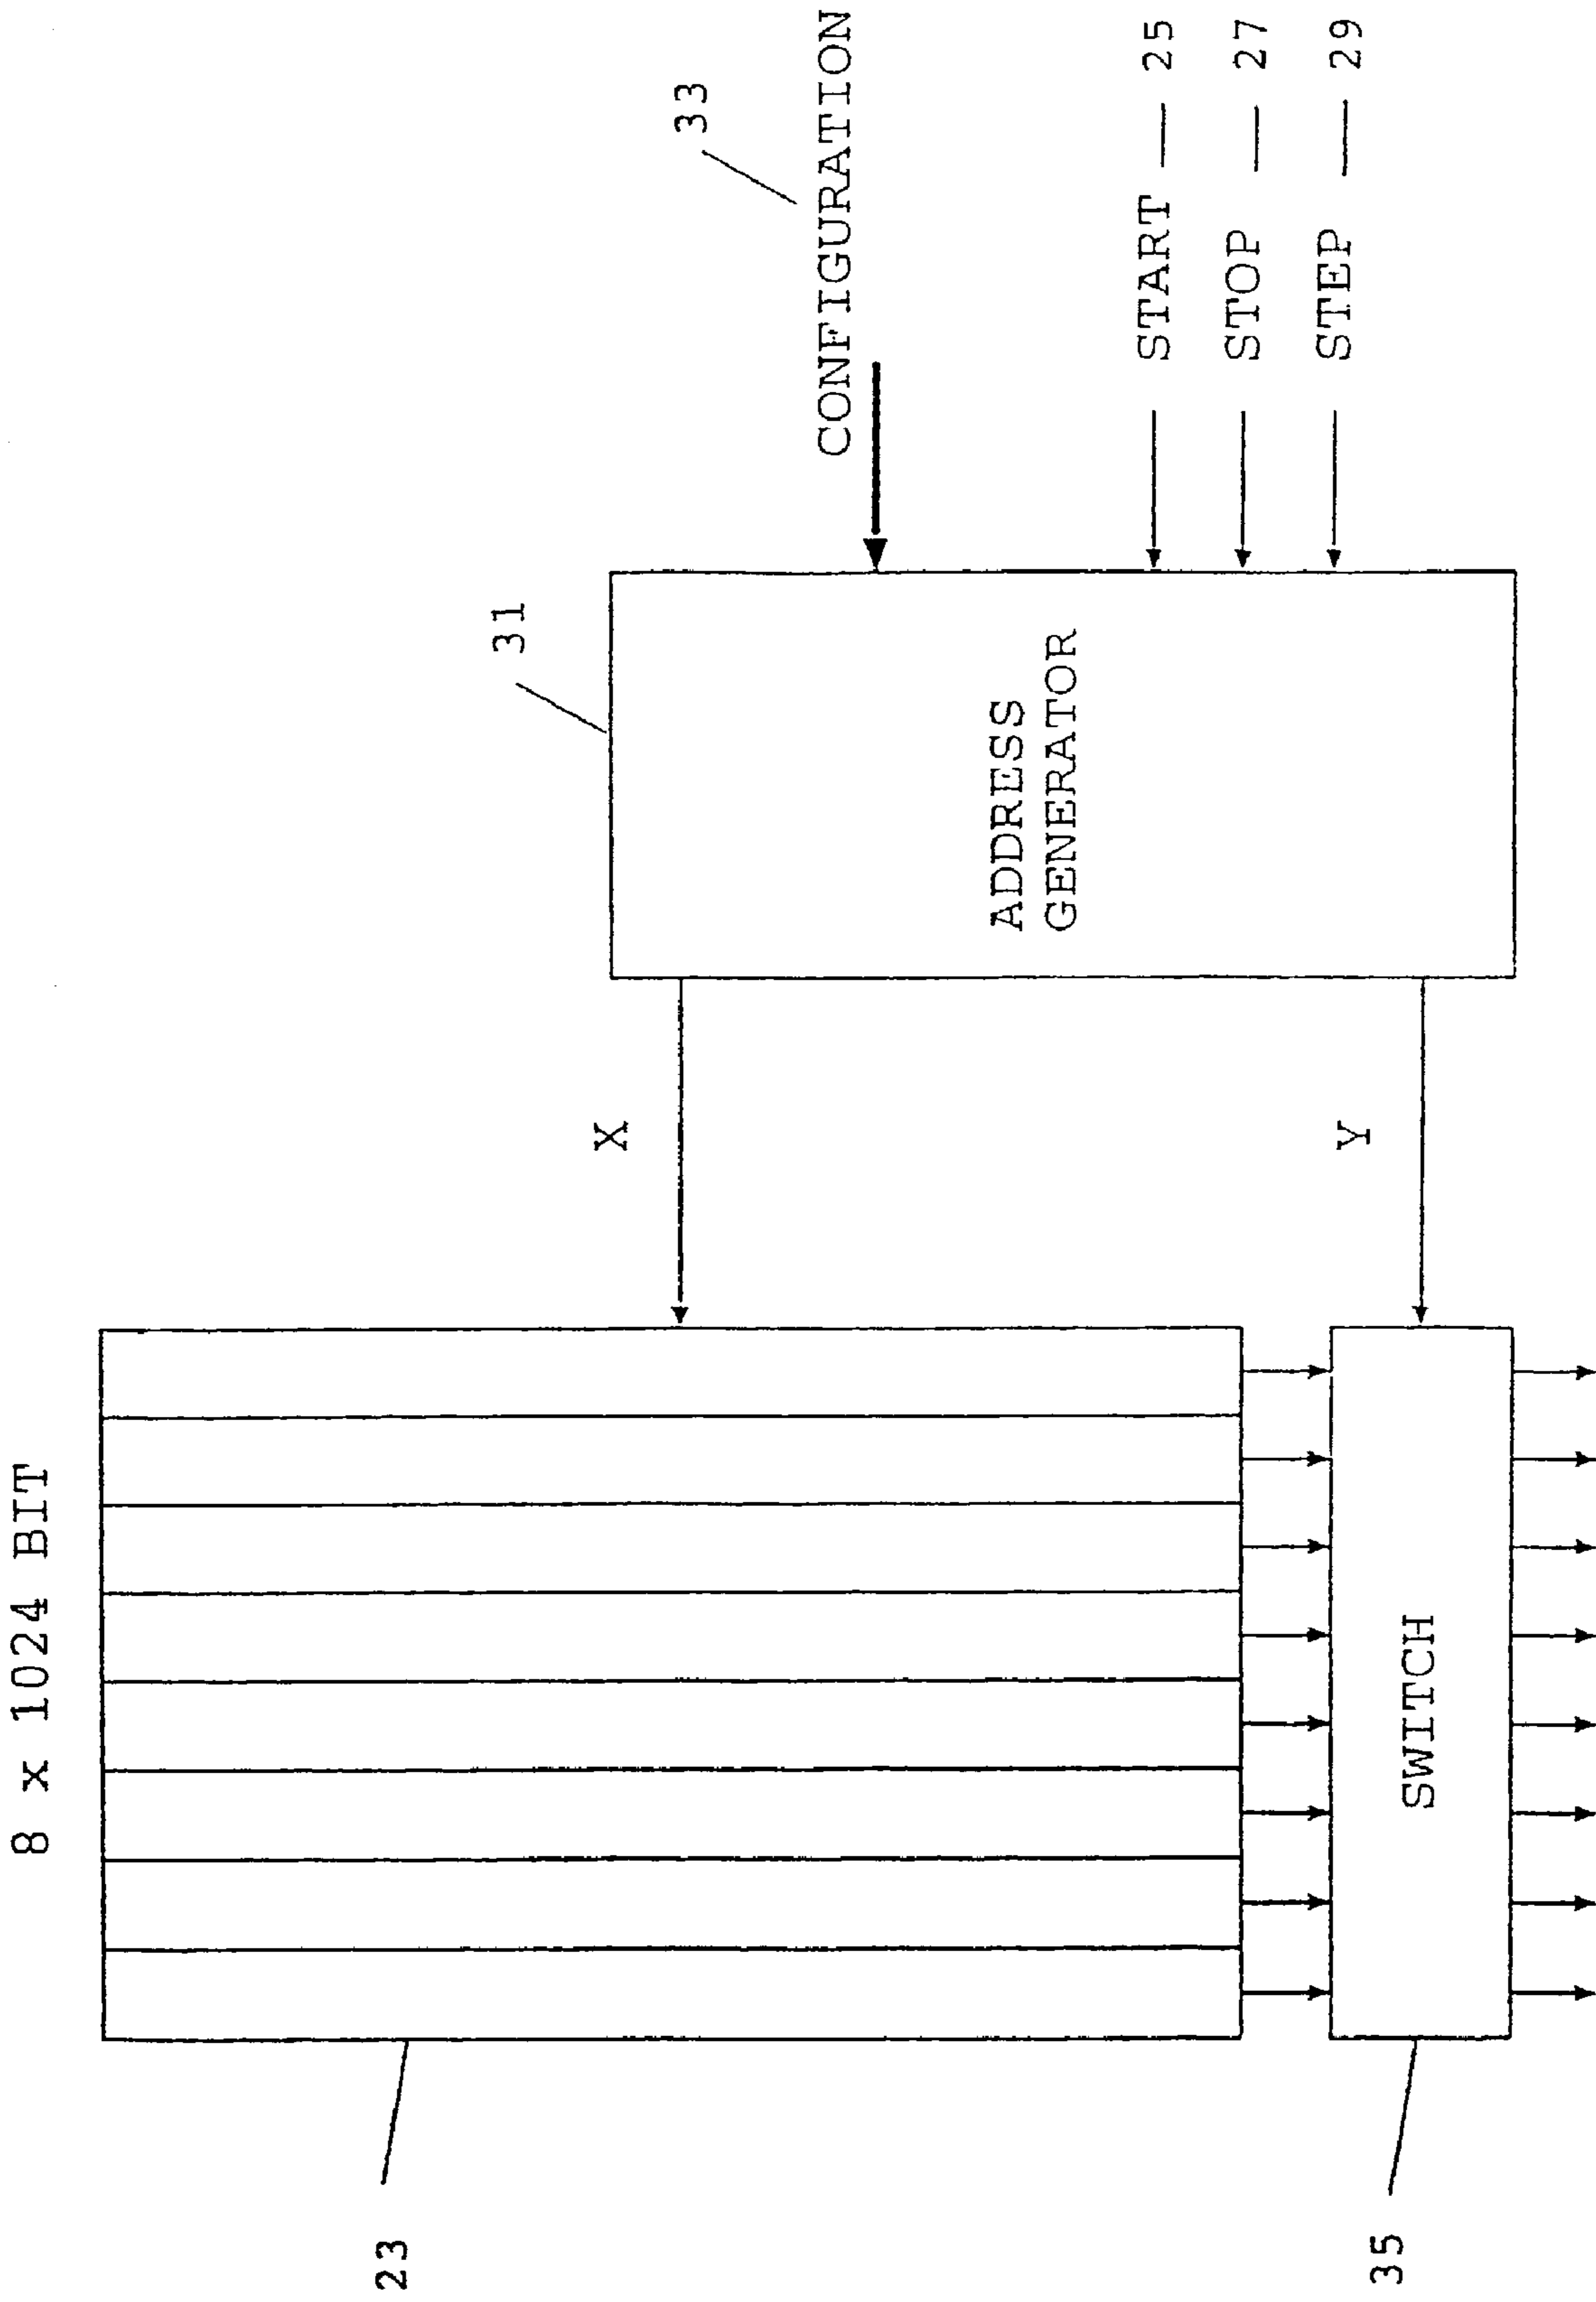 8 x 1024 BIT
23
X
31
33
CONFIGURATION
ADDRESS
GENERATOR
START — 25
STOP — 27
STEP — 29
Y
SWITCH
35